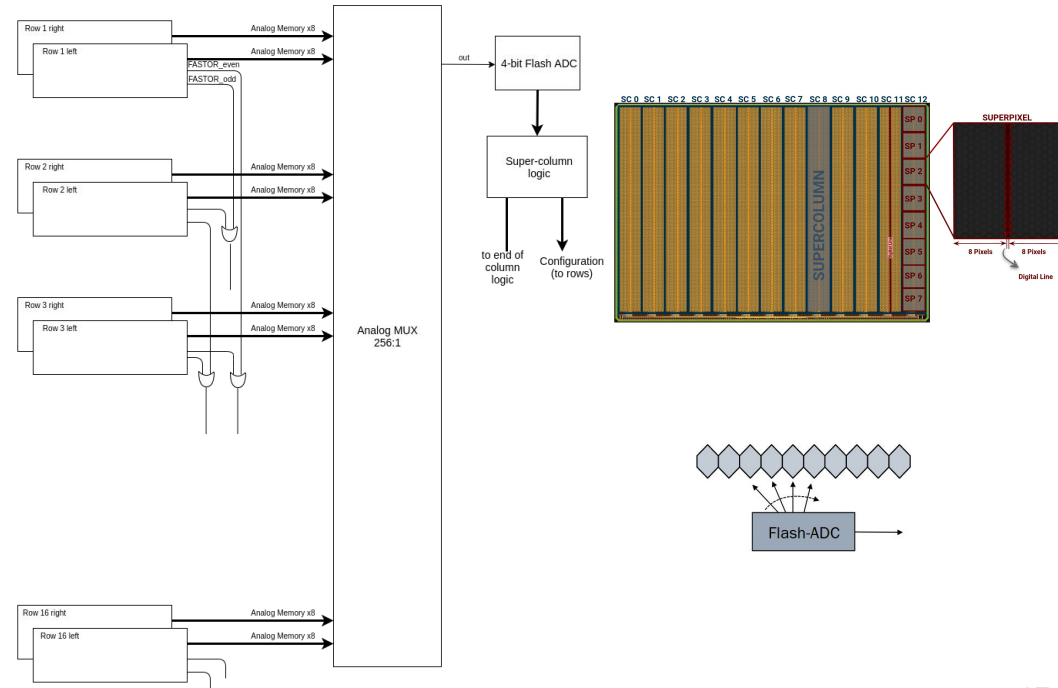 Row 1 right
Analog Memory x8
Row 1 left
Analog Memory x8
FASTOR_even
FASTOR_odd
Row 2 right
Analog Memory x8
Row 2 left
Analog Memory x8
Row 3 right
Analog Memory x8
Row 3 left
Analog Memory x8
Row 16 right
Analog Memory x8
Row 16 left
Analog Memory x8
Analog MUX
256:1
out
4-bit Flash ADC
Super-column
logic
to end of
column
logic
Configuration
(to rows)
SC 0 SC 1 SC 2 SC 3 SC 4 SC 5 SC 6 SC 7 SC 8 SC 9 SC 10 SC 11 SC 12
SUPERCOLUMN
SP 0
SP 1
SP 2
SP 3
SP 4
SP 5
SP 6
SP 7
SUPERPIXEL
8 Pixels
8 Pixels
Digital Line
Flash-ADC